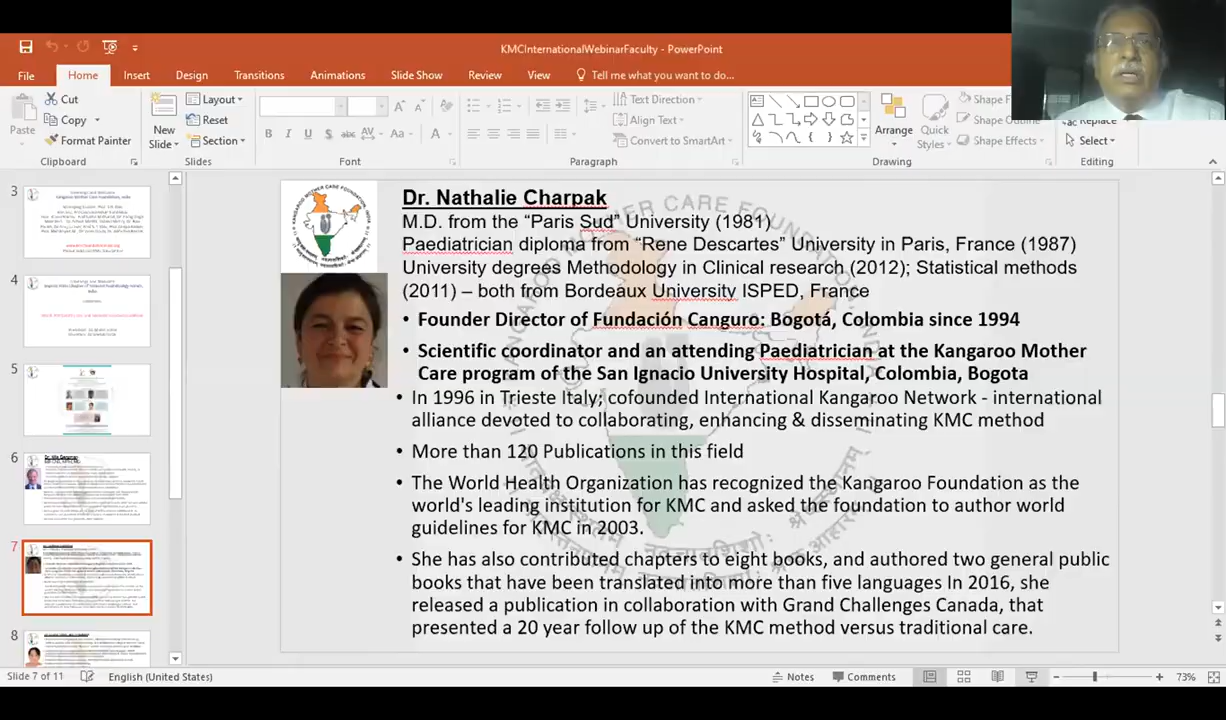 KMCInternationalWebinarFaculty - PowerPoint
File Home Insert Design Transitions Animations Slide Show Review View Tell me what you want to do...
Paste
Cut
Copy
Format Painter
Clipboard
New
Slide
Layout
Reset
Section
Slides
Aa
A
Font
Text Direction
Align Text
Convert to SmartArt
Paragraph
Arrange
Quick
Styles
Shape Effects
Drawing
Replace
Select
Editing
3
4
5
6
7
8
Dr. Nathalie Charpak
M.D. from the “Paris Sud” University (1981)
Paediatrician diploma from “Rene Descartes” University in Paris, France (1987)
University degrees Methodology in Clinical research (2012); Statistical methods
(2011) – both from Bordeaux University ISPED, France
• Founder Director of Fundación Canguro: Bogotá, Colombia since 1994
• Scientific coordinator and an attending Paediatrician at the Kangaroo Mother
Care program of the San Ignacio University Hospital, Colombia, Bogota
• In 1996 in Trieste Italy; cofounded International Kangaroo Network - international
alliance devoted to collaborating, enhancing & disseminating KMC method
• More than 120 Publications in this field
• The World Health Organization has recognized the Kangaroo Foundation as the
world's leading institution for KMC and asked the foundation to author world
guidelines for KMC in 2003.
• She has also contributed chapters to eight books, and authored two general public
books that have been translated into more than five languages In 2016, she
released a publication in collaboration with Grand Challenges Canada, that
presented a 20 year follow up of the KMC method versus traditional care.
Slide 7 of 11 English (United States) Notes Comments 73%